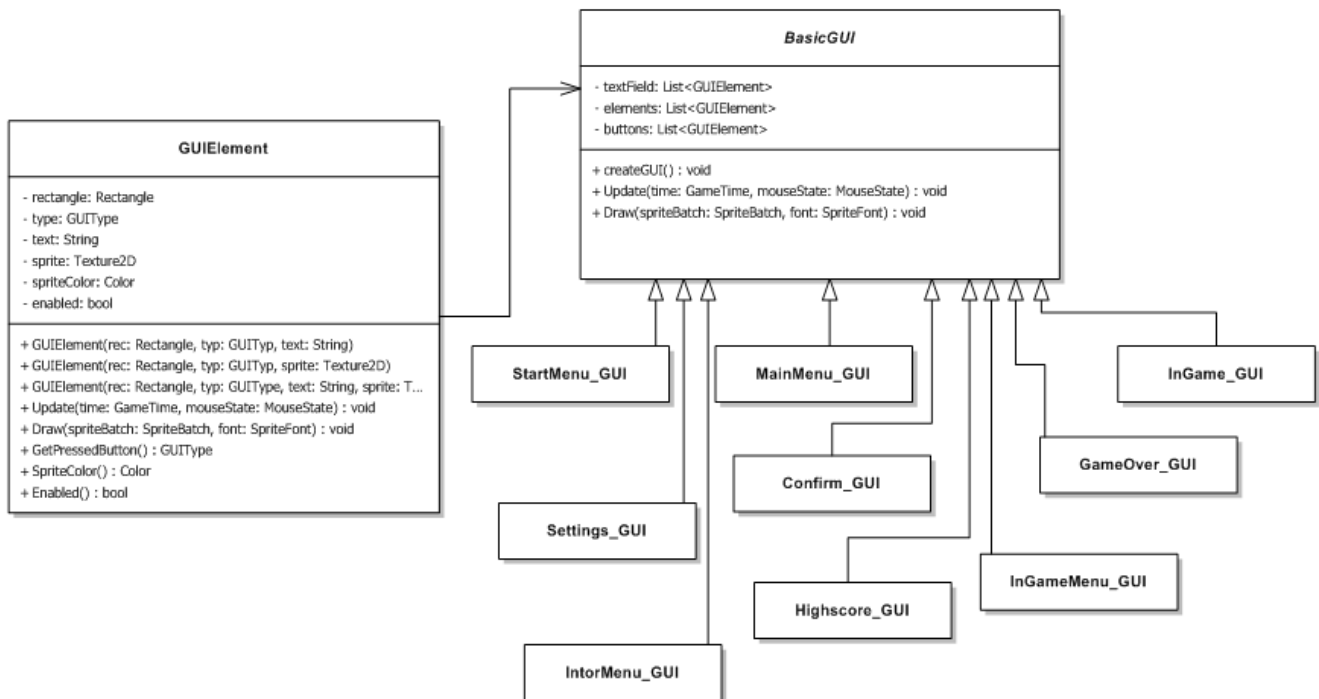 BasicGUI
- textField: List<GUIElement>
- elements: List<GUIElement>
- buttons: List<GUIElement>
+ createGUI() : void
+ Update(time: GameTime, mouseState: MouseState) : void
+ Draw(spriteBatch: SpriteBatch, font: SpriteFont) : void
GUIElement
- rectangle: Rectangle
- type: GUIType
- text: String
- sprite: Texture2D
- spriteColor: Color
- enabled: bool
+ GUIElement(rec: Rectangle, typ: GUITyp, text: String)
+ GUIElement(rec: Rectangle, typ: GUITyp, sprite: Texture2D)
+ GUIElement(rec: Rectangle, typ: GUIType, text: String, sprite: T...
+ Update(time: GameTime, mouseState: MouseState) : void
+ Draw(spriteBatch: SpriteBatch, font: SpriteFont) : void
+ GetPressedButton() : GUIType
+ SpriteColor() : Color
+ Enabled() : bool
StartMenu_GUI
MainMenu_GUI
InGame_GUI
GameOver_GUI
Confirm_GUI
Settings_GUI
InGameMenu_GUI
Highscore_GUI
IntorMenu_GUI